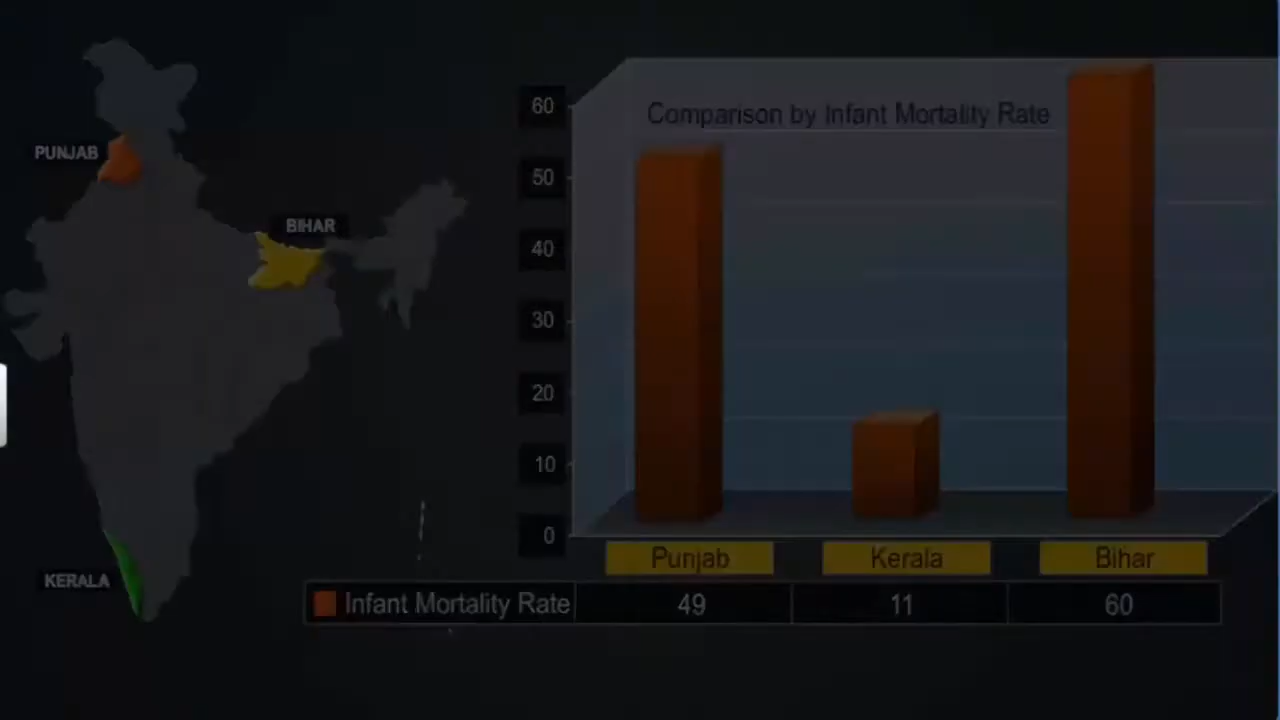 PUNJAB
BIHAR
KERALA
Comparison by Infant Mortality Rate
60
50
40
30
20
10
0
Punjab Kerala Bihar
Infant Mortality Rate 49 11 60